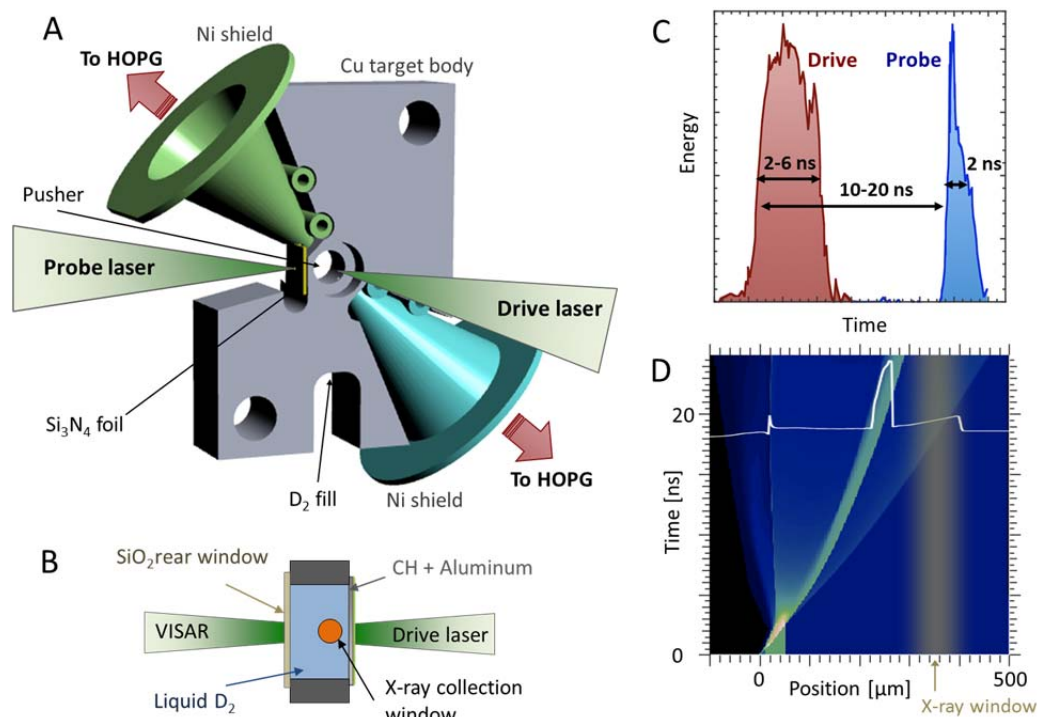 A
Ni shield
To HOPG
Cu target body
Pusher
Probe laser
Drive laser
Si₃N₄ foil
D₂ fill
Ni shield
To HOPG
B
SiO₂ rear window
CH + Aluminum
VISAR
Drive laser
Liquid D₂
X-ray collection
window
C
Drive
Probe
Energy
2-6 ns
2 ns
10-20 ns
Time
D
20
Time [ns]
0
0
Position [µm]
500
X-ray window